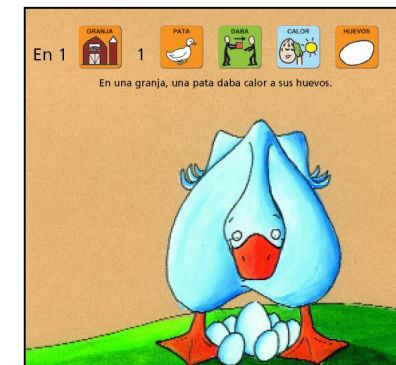 GRANJA PATA DABA CALOR HUEVOS
En 1 1
En una granja, una pata daba calor a sus huevos.